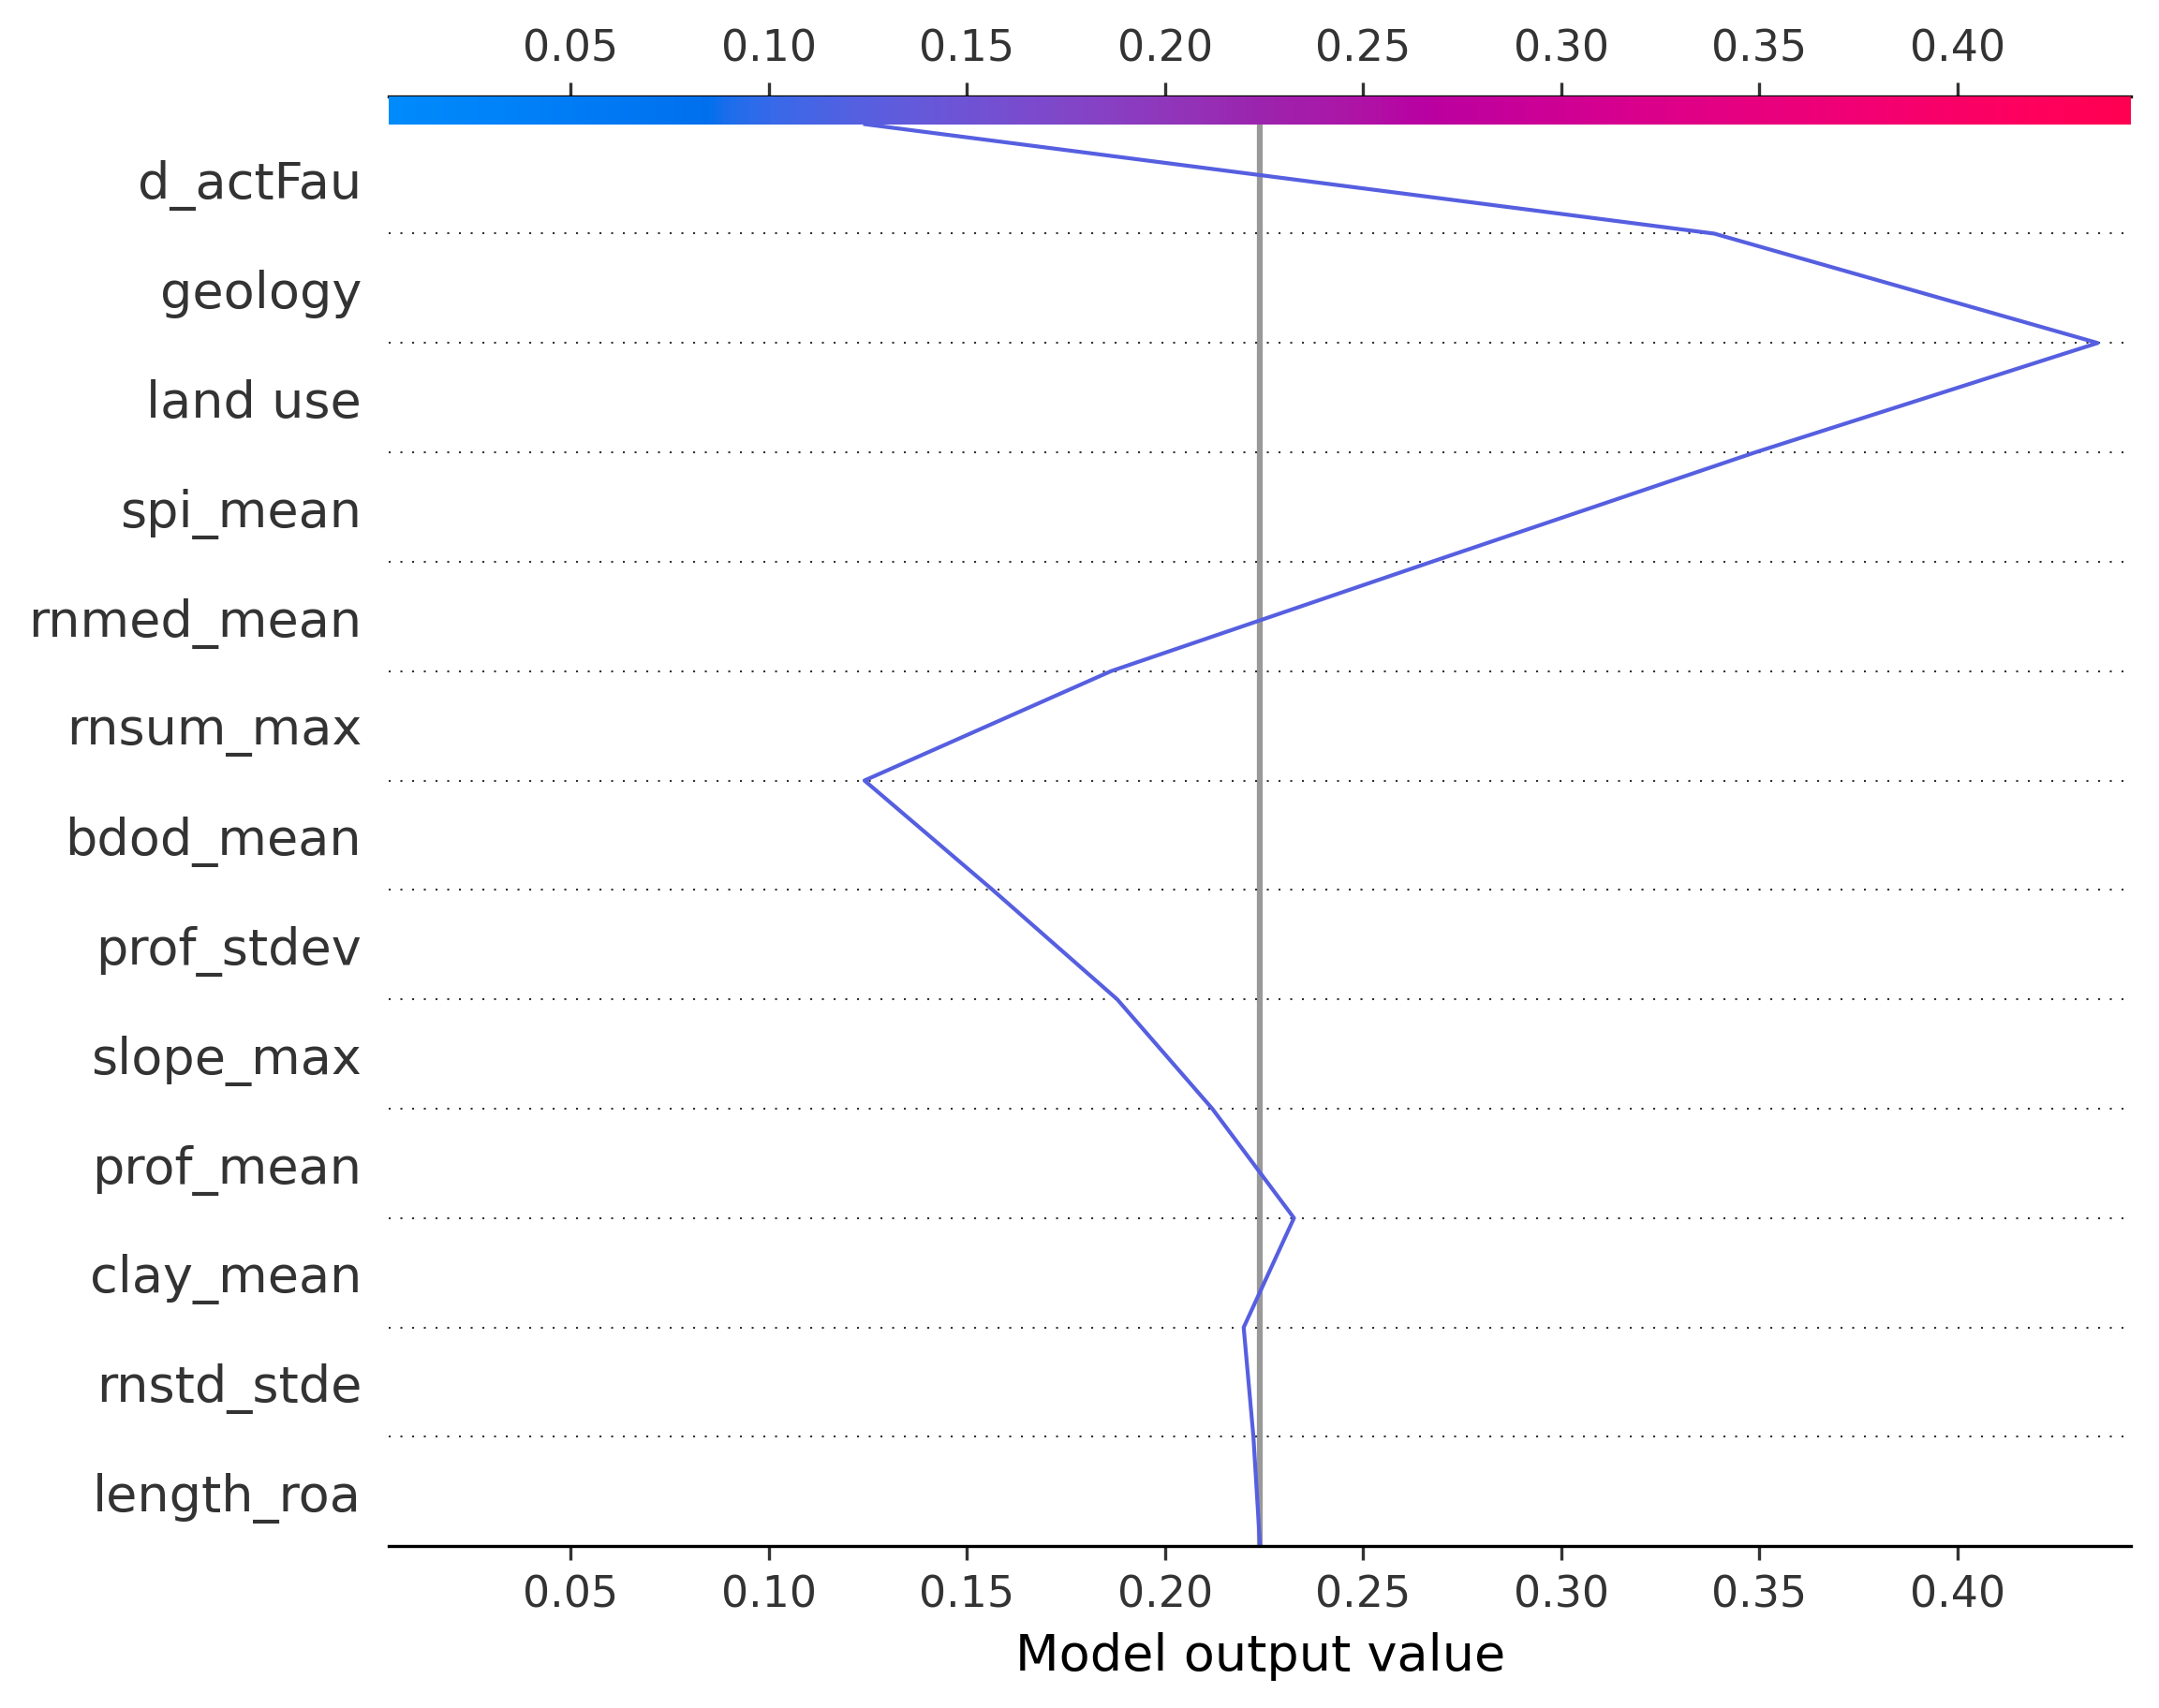 0.05 0.10 0.15 0.20 0.25 0.30 0.35 0.40
d_actFau
geology
land use
spi_mean
rnmed_mean
rnsum_max
bdod_mean
prof_stdev
slope_max
prof_mean
clay_mean
rnstd_stde
length_roa
0.05 0.10 0.15 0.20 0.25 0.30 0.35 0.40
Model output value